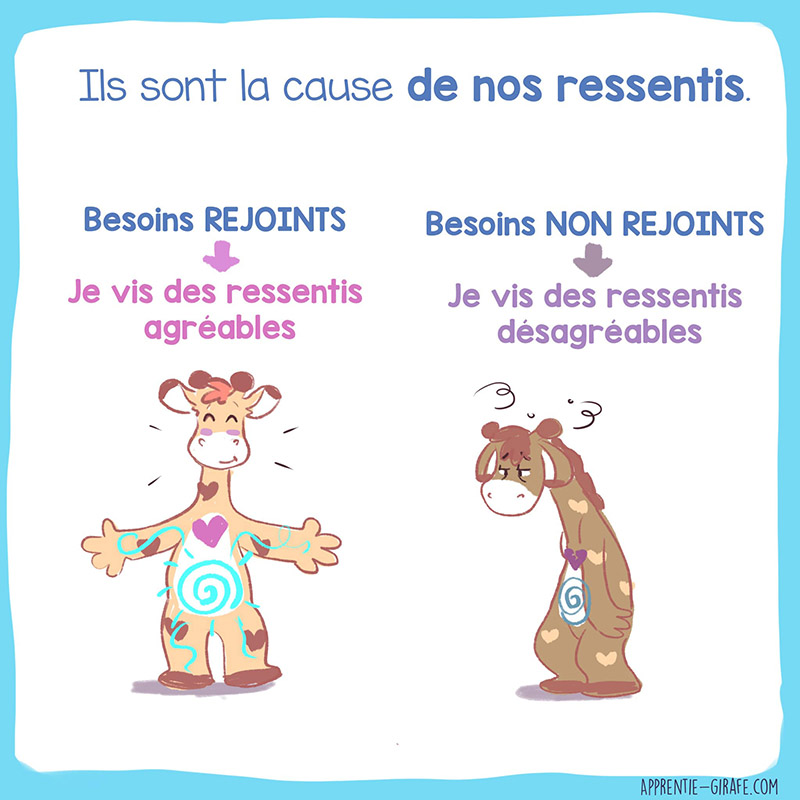 Ils sont la cause de nos ressentis.
Besoins REJOINTS
Je vis des ressentis
agréables
Besoins NON REJOINTS
Je vis des ressentis
désagréables
APPRENTIE-GIRAFE.COM